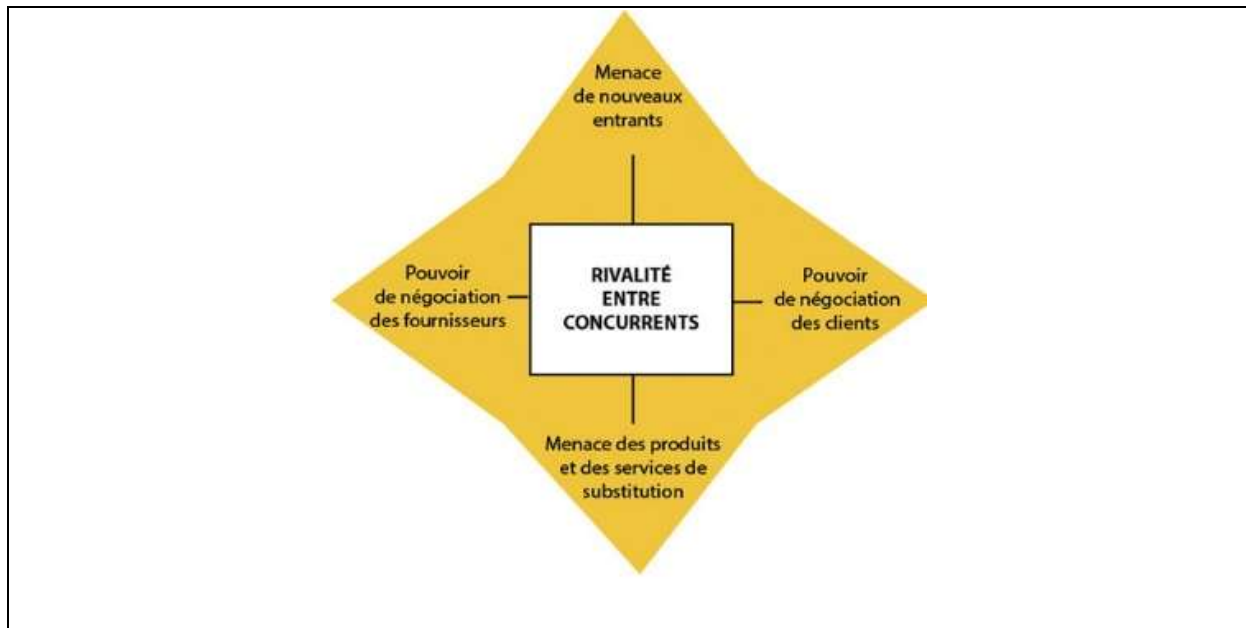 Menace
de nouveaux
entrants
Pouvoir
de négociation
des fournisseurs
RIVALITÉ
ENTRE
CONCURRENTS
Pouvoir
de négociation
des clients
Menace des produits
et des services de
substitution